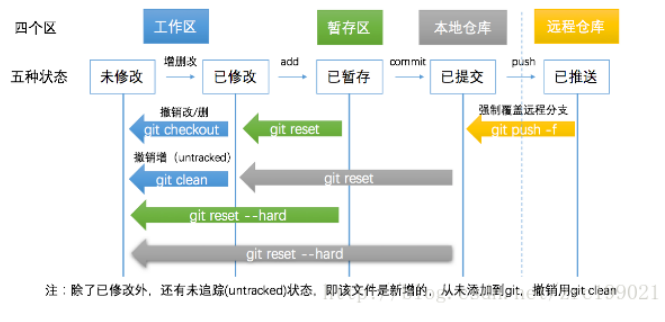 四个区 工作区 暂存区 本地仓库 远程仓库
增删改 add commit push
五种状态 未修改 已修改 已暂存 已提交 已推送
撤销改/删 强制覆盖远程分支
git checkout git reset git push -f
撤销增（untracked）
git clean git reset
git reset --hard
git reset --hard
注：除了已修改外，还有未追踪(untracked)状态，即该文件是新增的，从未添加到git，撤销用git clean